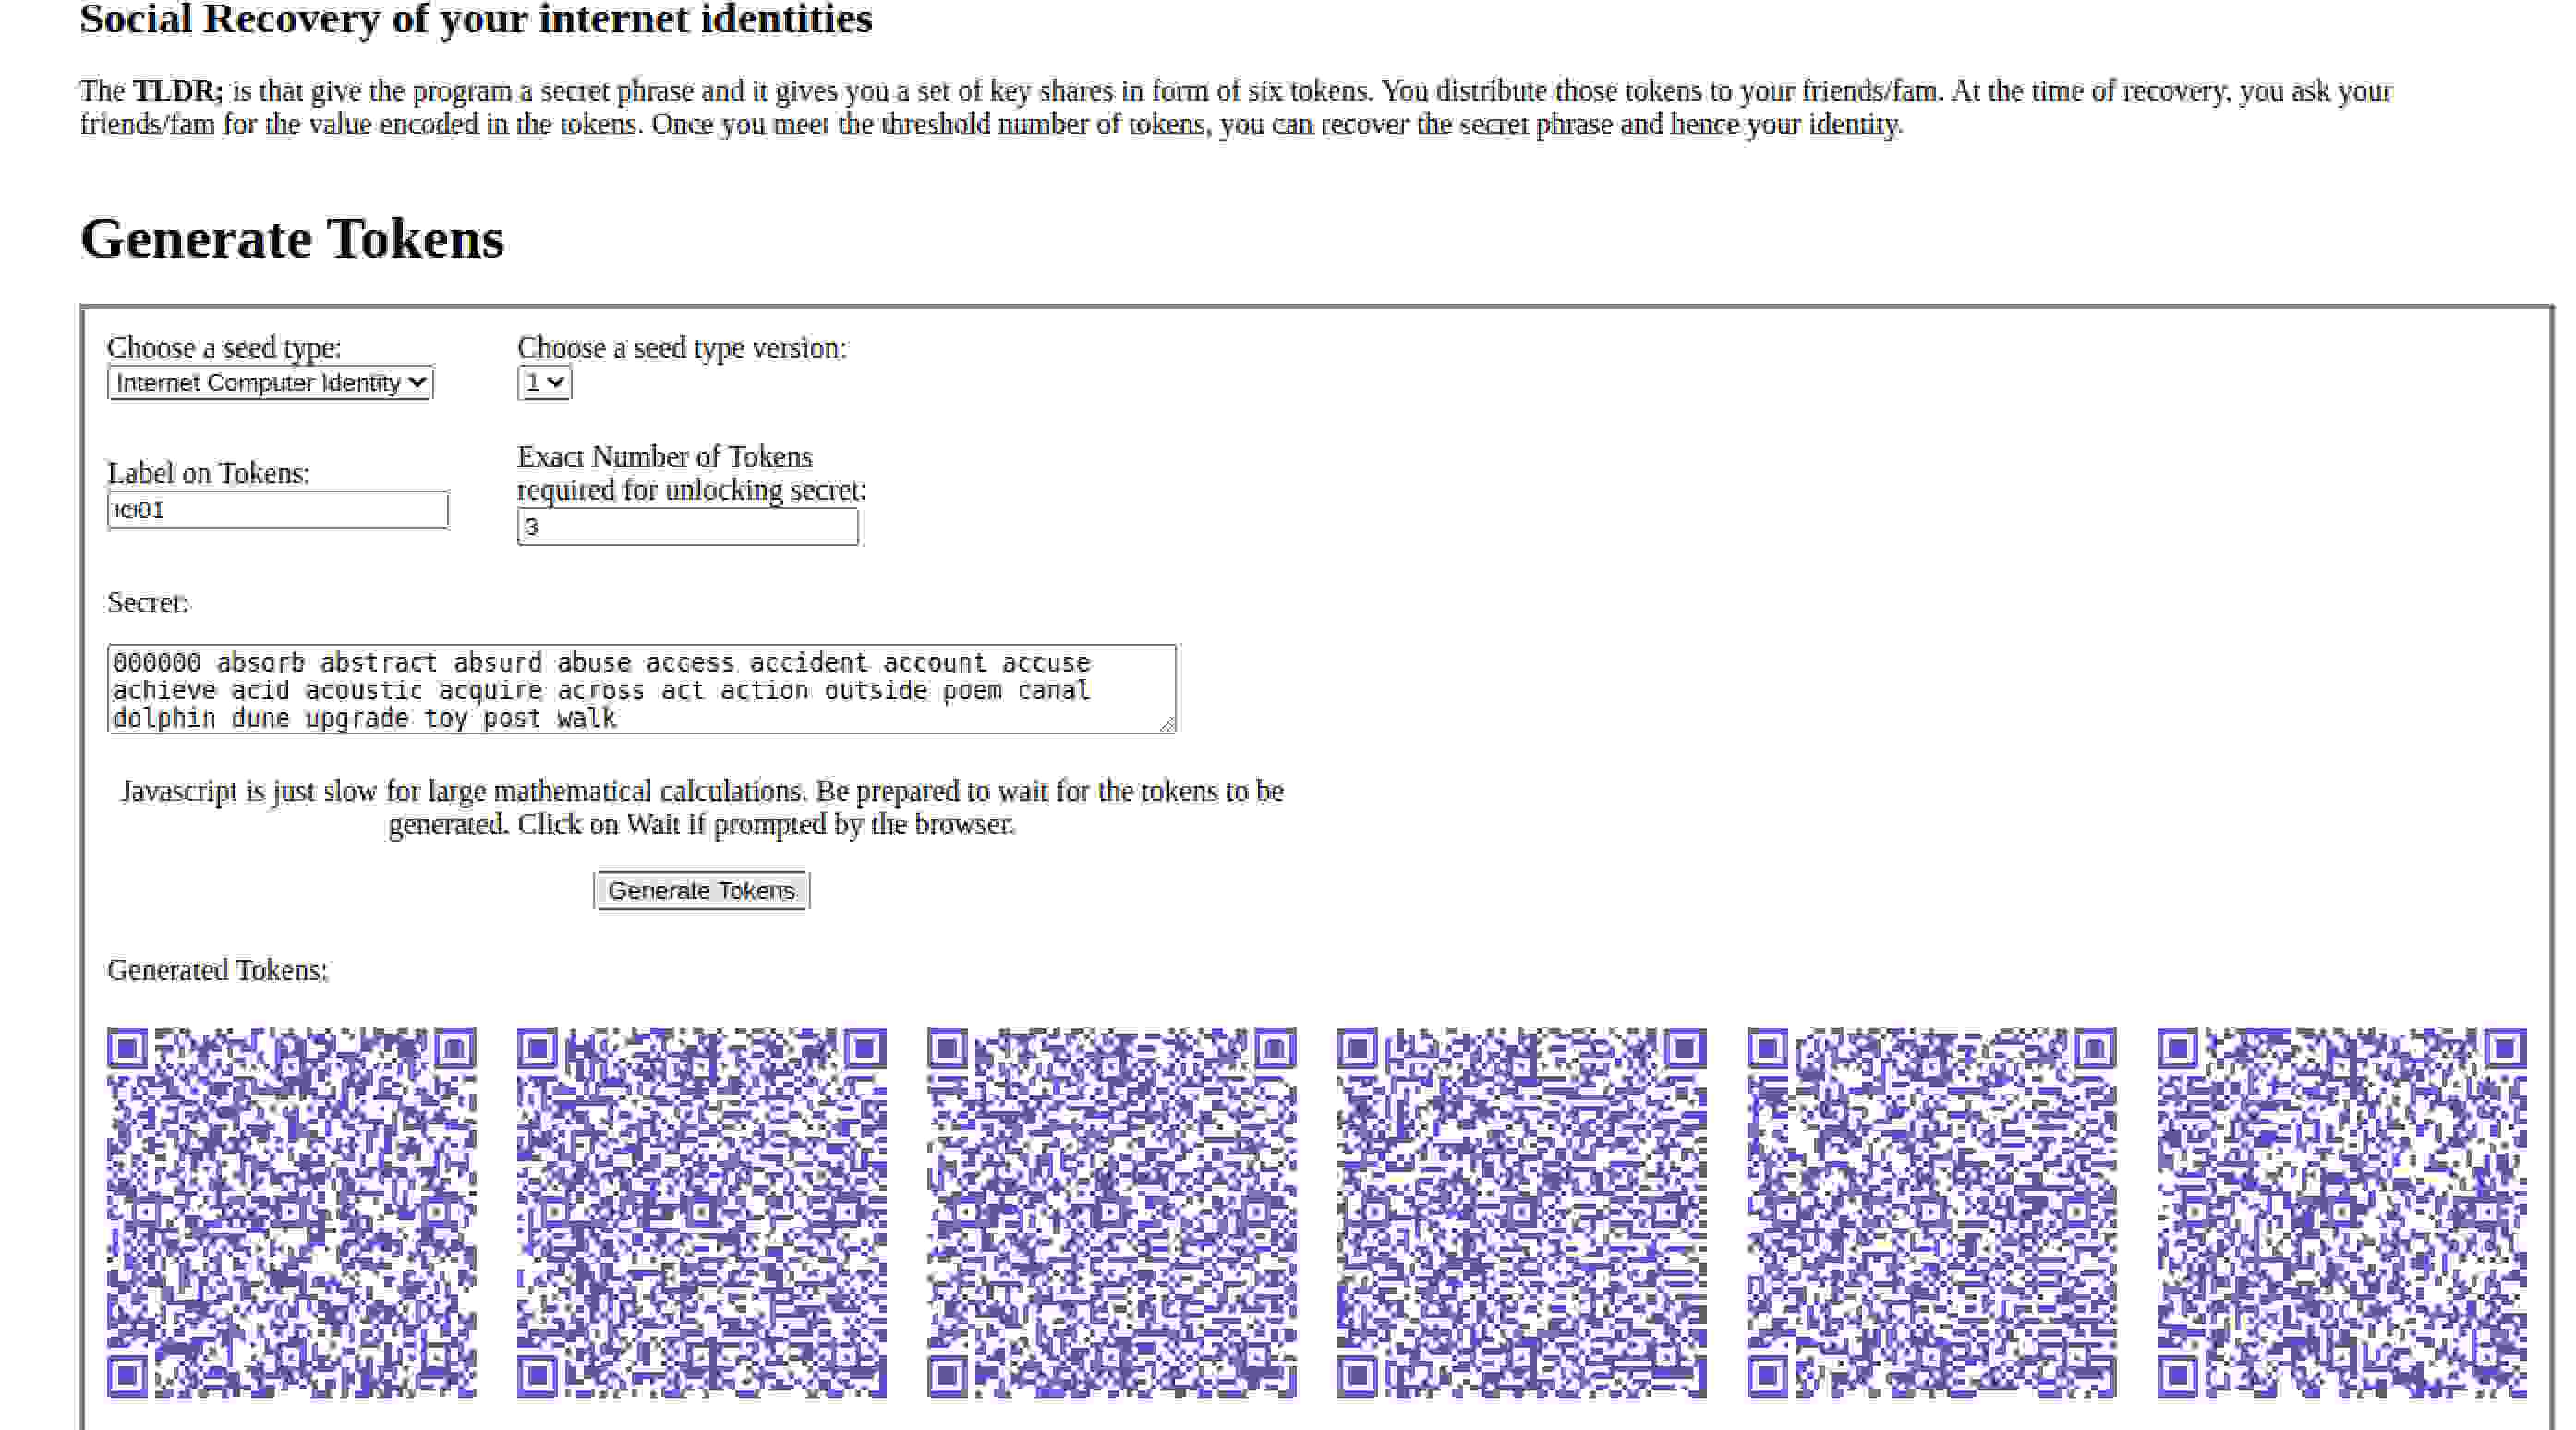 Social Recovery of your internet identities
The TLDR; is that give the program a secret phrase and it gives you a set of key shares in form of six tokens. You distribute those tokens to your friends/fam. At the time of recovery, you ask your
friends/fam for the value encoded in the tokens. Once you meet the threshold number of tokens, you can recover the secret phrase and hence your identity.
Generate Tokens
Choose a seed type: Choose a seed type version:
Internet Computer Identity 1
Exact Number of Tokens
Label on Tokens: required for unlocking secret:
ici01 3
Secret:
000000 absorb abstract absurd abuse access accident account accuse
achieve acid acoustic acquire across act action outside poem canal
dolphin dune upgrade toy post walk
Javascript is just slow for large mathematical calculations. Be prepared to wait for the tokens to be
generated. Click on Wait if prompted by the browser.
Generate Tokens
Generated Tokens: